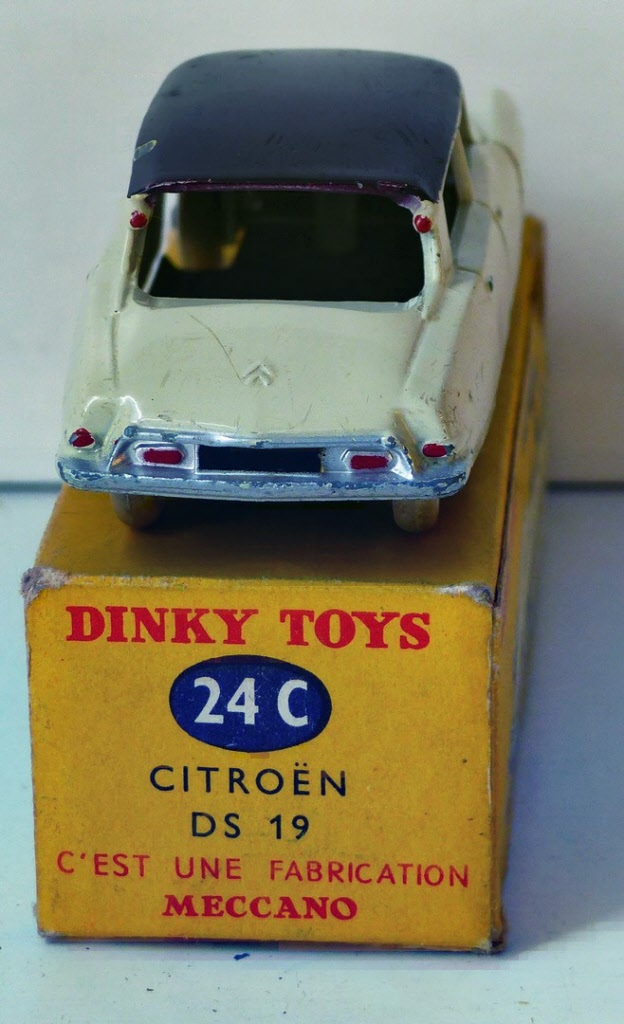 DINKY TOYS
24 C
CITROËN
DS 19
C'EST UNE FABRICATION
MECCANO